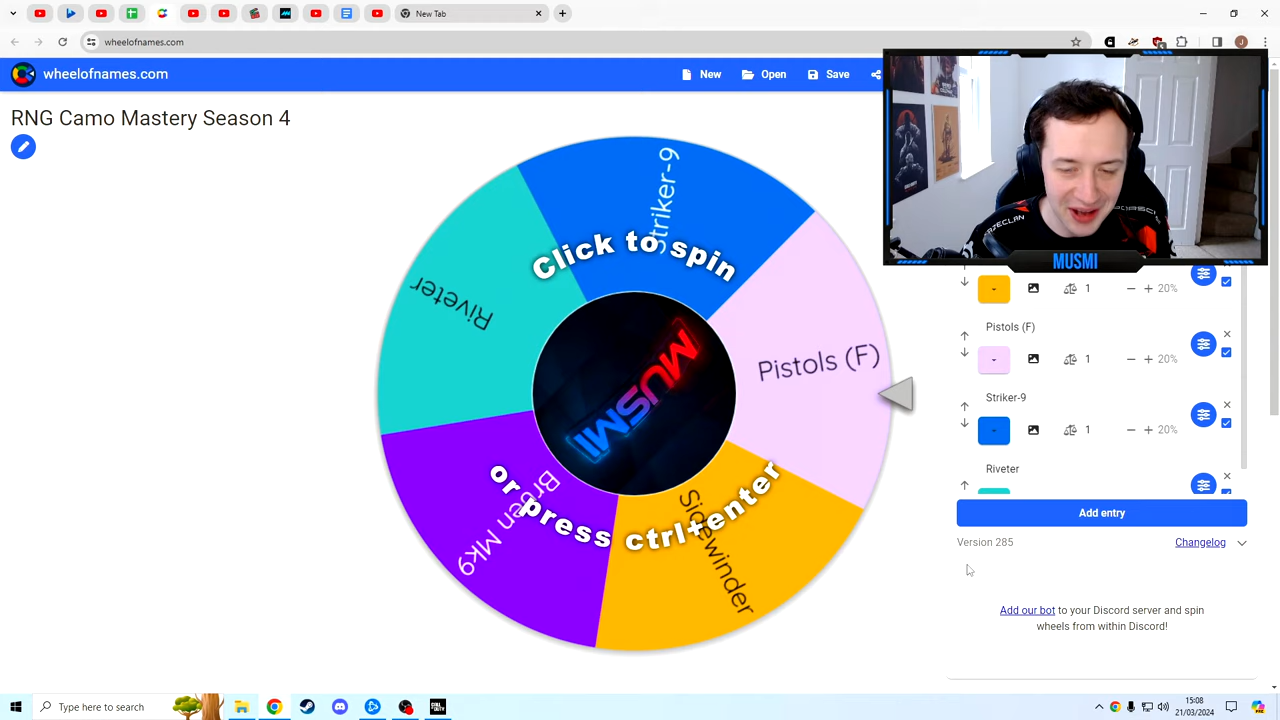 New Tab
wheelofnames.com
wheelofnames.com
New
Open
Save
RNG Camo Mastery Season 4
Striker-9
Riveter
Pistols (F)
Bruen Mk9
Sidewinder
Click to spin
or press ctrl+enter
MUSMI
PORSCHE
MUSMI
1
20%
Pistols (F)
1
20%
Striker-9
1
20%
Riveter
Add entry
Version 285
Changelog
Add our bot to your Discord server and spin
wheels from within Discord!
Type here to search
15:08
21/03/2024